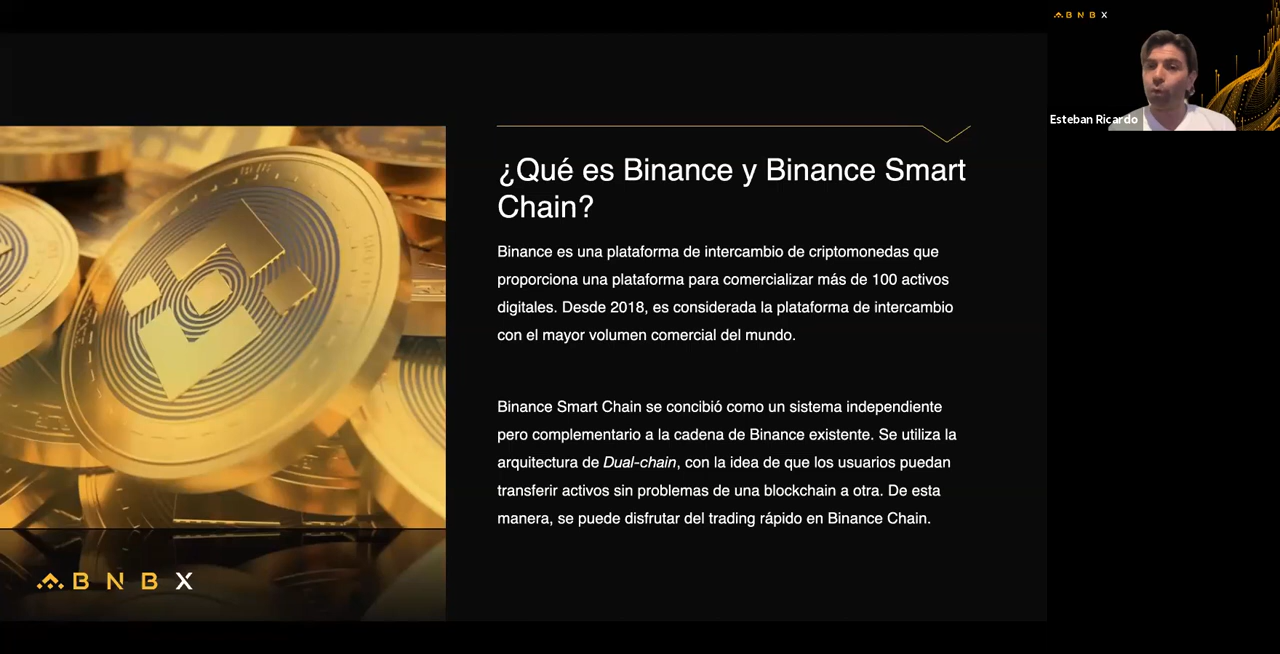 BNBX
Esteban Ricardo
¿Qué es Binance y Binance Smart
Chain?
Binance es una plataforma de intercambio de criptomonedas que
proporciona una plataforma para comercializar más de 100 activos
digitales. Desde 2018, es considerada la plataforma de intercambio
con el mayor volumen comercial del mundo.
Binance Smart Chain se concibió como un sistema independiente
pero complementario a la cadena de Binance existente. Se utiliza la
arquitectura de Dual-chain, con la idea de que los usuarios puedan
transferir activos sin problemas de una blockchain a otra. De esta
manera, se puede disfrutar del trading rápido en Binance Chain.
BNBX